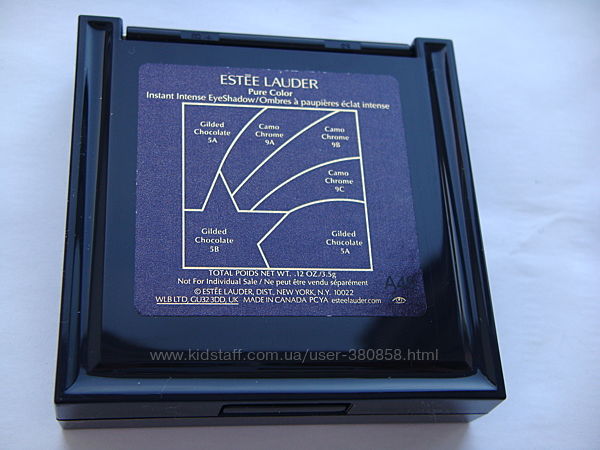 ESTĒE LAUDER
Pure Color
Instant Intense EyeShadow/Ombres à paupières éclat intense
Gilded
Chocolate
5A
Camo
Chrome
9A
Camo
Chrome
9B
Camo
Chrome
9C
Gilded
Chocolate
5B
Gilded
Chocolate
5A
TOTAL POIDS NET WT. .12 OZ./3.5g
Not For Individual Sale / Ne peut être vendu séparément
© ESTĒE LAUDER, DIST., NEW YORK, N.Y. 10022
WLB LTD, GU323DD, UK MADE IN CANADA PCYA esteelauder.com
www.kidstaff.com.ua/user-380858.html